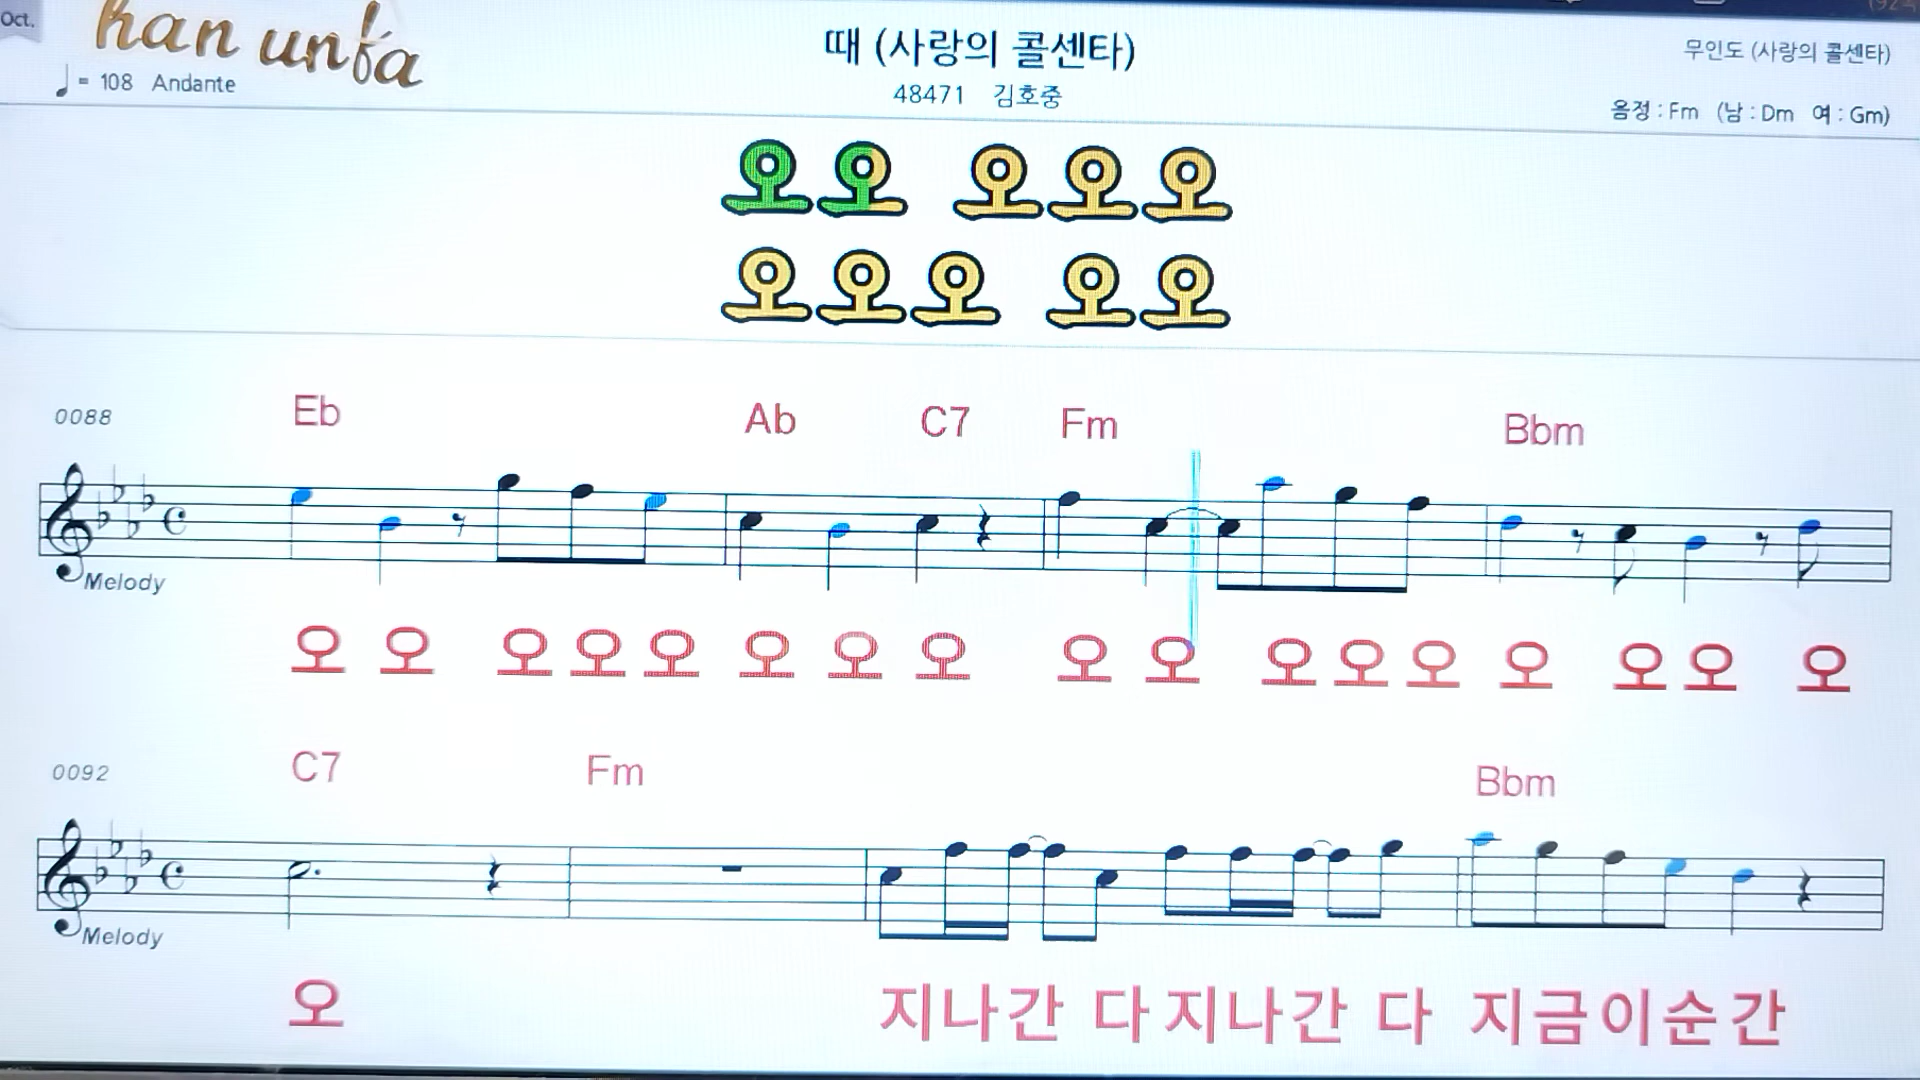 Oct.
han unfa
♩ = 108 Andante
때 (사랑의 콜센타)
48471 김호중
무인도 (사랑의 콜센타)
음정 : Fm (남 : Dm 여 : Gm)
오오 오오오
오오오 오오
0088 Eb Ab C7 Fm Bbm
Melody
오 오 오 오 오 오 오 오 오 오 오 오 오 오 오 오 오
0092 C7 Fm Bbm
Melody
오 지나간 다 지나간 다 지금이순간